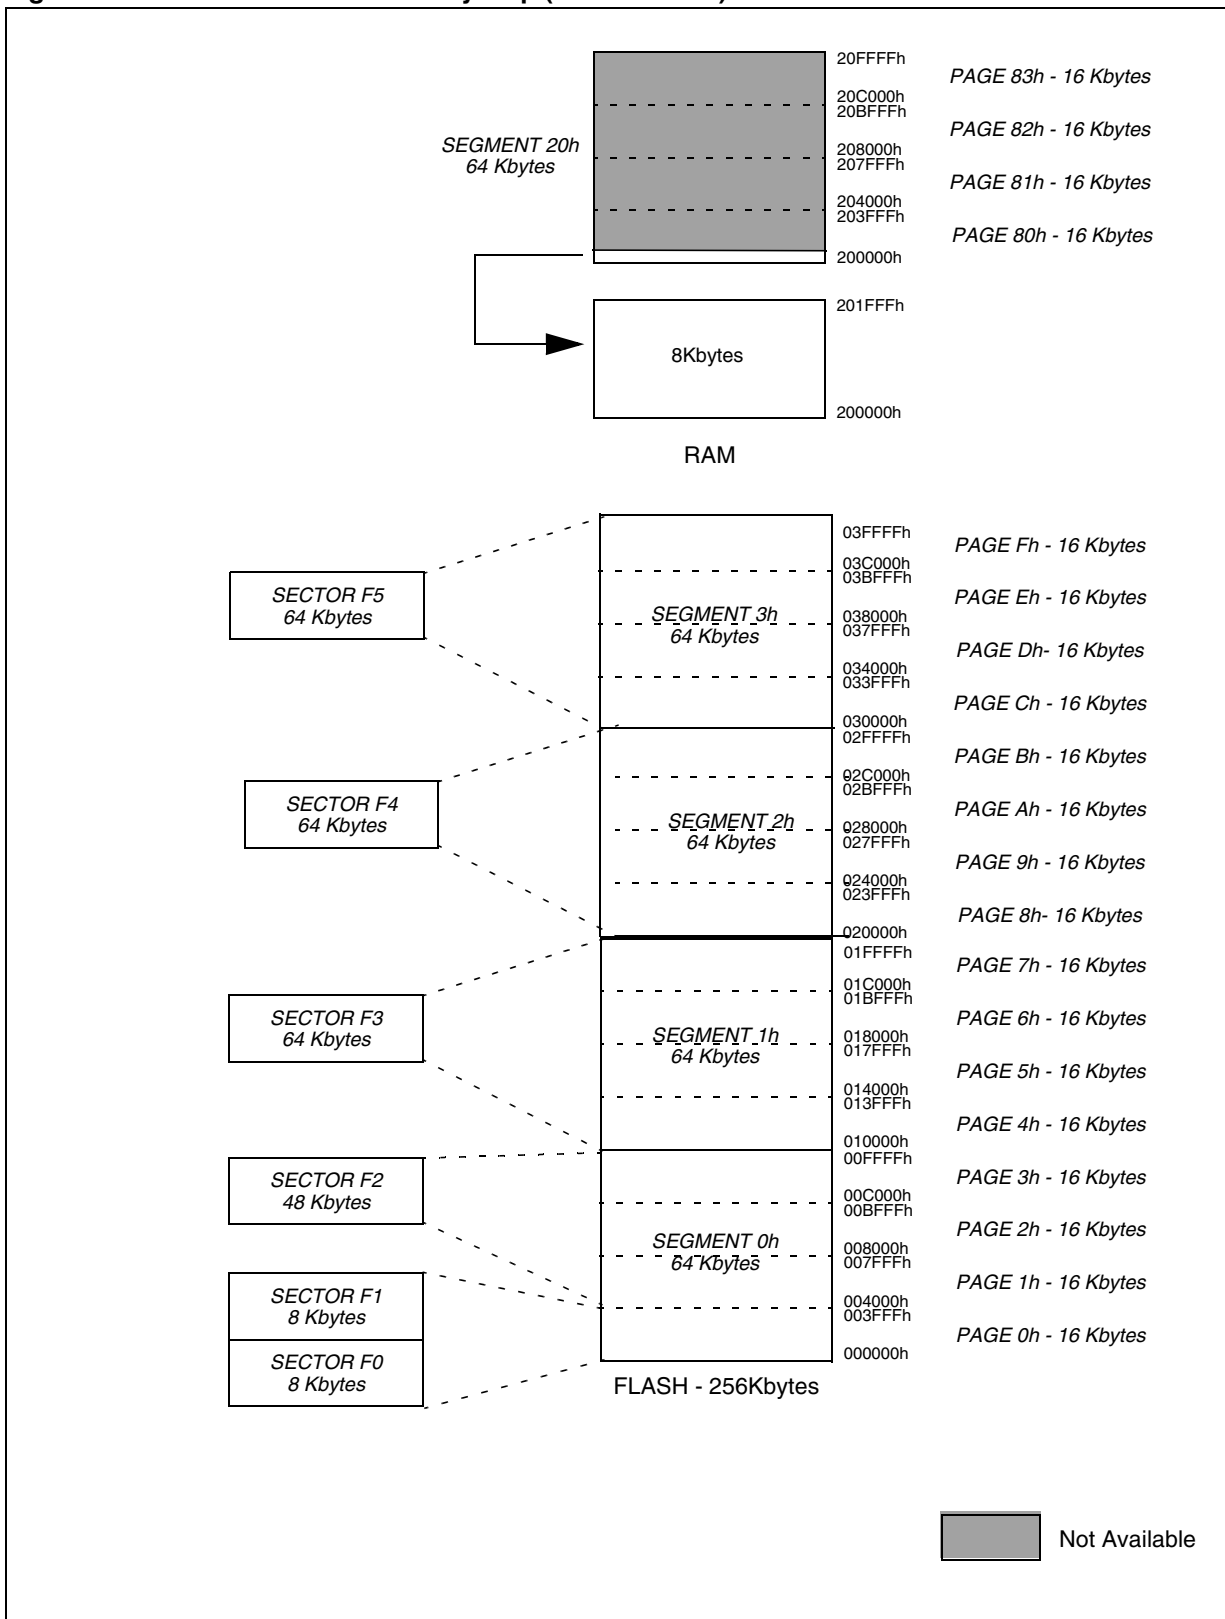 20FFFFh
PAGE 83h - 16 Kbytes
20C000h
20BFFFh
PAGE 82h - 16 Kbytes
SEGMENT 20h
64 Kbytes
208000h
207FFFh
PAGE 81h - 16 Kbytes
204000h
203FFFh
PAGE 80h - 16 Kbytes
200000h
201FFFh
8Kbytes
200000h
RAM
03FFFFh
PAGE Fh - 16 Kbytes
03C000h
03BFFFh
SECTOR F5
64 Kbytes
PAGE Eh - 16 Kbytes
SEGMENT 3h
64 Kbytes
038000h
037FFFh
PAGE Dh- 16 Kbytes
034000h
033FFFh
PAGE Ch - 16 Kbytes
030000h
02FFFFh
PAGE Bh - 16 Kbytes
02C000h
02BFFFh
SECTOR F4
64 Kbytes
PAGE Ah - 16 Kbytes
SEGMENT 2h
64 Kbytes
028000h
027FFFh
PAGE 9h - 16 Kbytes
024000h
023FFFh
PAGE 8h- 16 Kbytes
020000h
01FFFFh
PAGE 7h - 16 Kbytes
01C000h
01BFFFh
SECTOR F3
64 Kbytes
PAGE 6h - 16 Kbytes
SEGMENT 1h
64 Kbytes
018000h
017FFFh
PAGE 5h - 16 Kbytes
014000h
013FFFh
PAGE 4h - 16 Kbytes
010000h
00FFFFh
SECTOR F2
48 Kbytes
PAGE 3h - 16 Kbytes
00C000h
00BFFFh
PAGE 2h - 16 Kbytes
SEGMENT 0h
64 Kbytes
008000h
007FFFh
PAGE 1h - 16 Kbytes
SECTOR F1
8 Kbytes
004000h
003FFFh
PAGE 0h - 16 Kbytes
000000h
SECTOR F0
8 Kbytes
FLASH - 256Kbytes
Not Available